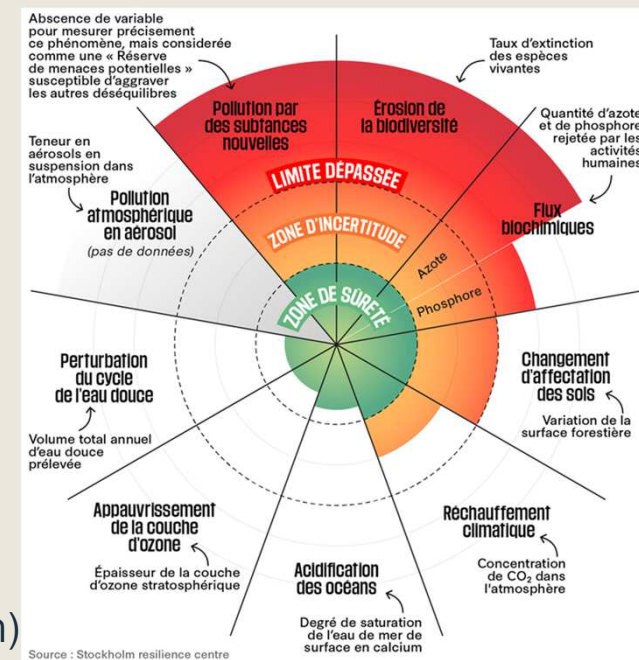 Absence de variable
pour mesurer précisement
ce phénomène, mais considérée
comme une « Réserve
de menaces potentielles »
susceptible d'aggraver
les autres déséquilibres
Taux d'extinction
des espèces
vivantes
Pollution par
des subtances
nouvelles
Érosion de
la biodiversité
Quantité d'azote
et de phosphore
rejetée par les
activités
humaines
Teneur en
aérosols en
suspension dans
l'atmosphère
Pollution
atmosphérique
en aérosol
(pas de données)
LIMITE DÉPASSÉE
ZONE D'INCERTITUDE
ZONE DE SÛRETÉ
Flux
biochimiques
Azote
Phosphore
Perturbation
du cycle
de l'eau douce
Volume total annuel
d'eau douce
prélevée
Changement
d'affectation
des sols
Variation de la
surface forestière
Appauvrissement
de la couche
d'ozone
Épaisseur de la couche
d'ozone stratosphérique
Réchauffement
climatique
Concentration
de CO₂ dans
l'atmosphère
Acidification
des océans
Degré de saturation
de l'eau de mer de
surface en calcium
n)
Source : Stockholm resilience centre